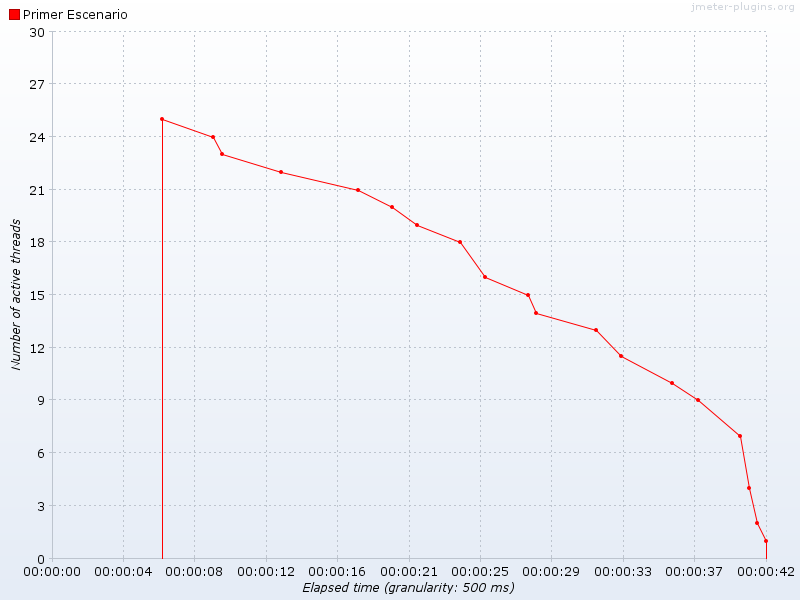 jmeter-plugins.org
Primer Escenario
30
27
24
21
18
15
12
9
6
3
0
Number of active threads
00:00:00 00:00:04 00:00:08 00:00:12 00:00:16 00:00:21 00:00:25 00:00:29 00:00:33 00:00:37 00:00:42
Elapsed time (granularity: 500 ms)